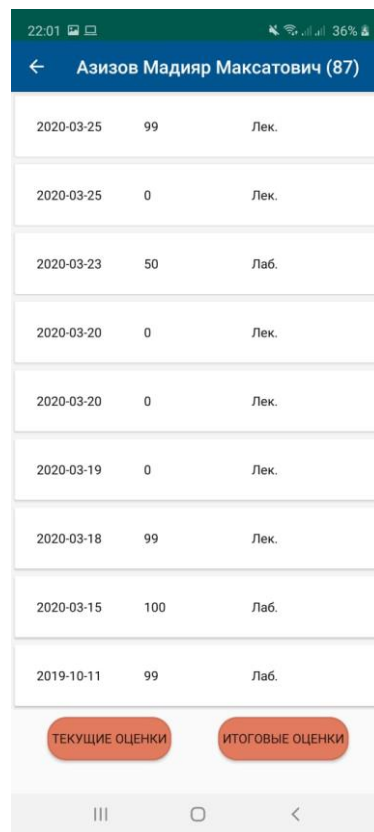 22:01 36%
Азизов Мадияр Максатович (87)
2020-03-25 99 Лек.
2020-03-25 0 Лек.
2020-03-23 50 Лаб.
2020-03-20 0 Лек.
2020-03-20 0 Лек.
2020-03-19 0 Лек.
2020-03-18 99 Лек.
2020-03-15 100 Лаб.
2019-10-11 99 Лаб.
ТЕКУЩИЕ ОЦЕНКИ ИТОГОВЫЕ ОЦЕНКИ